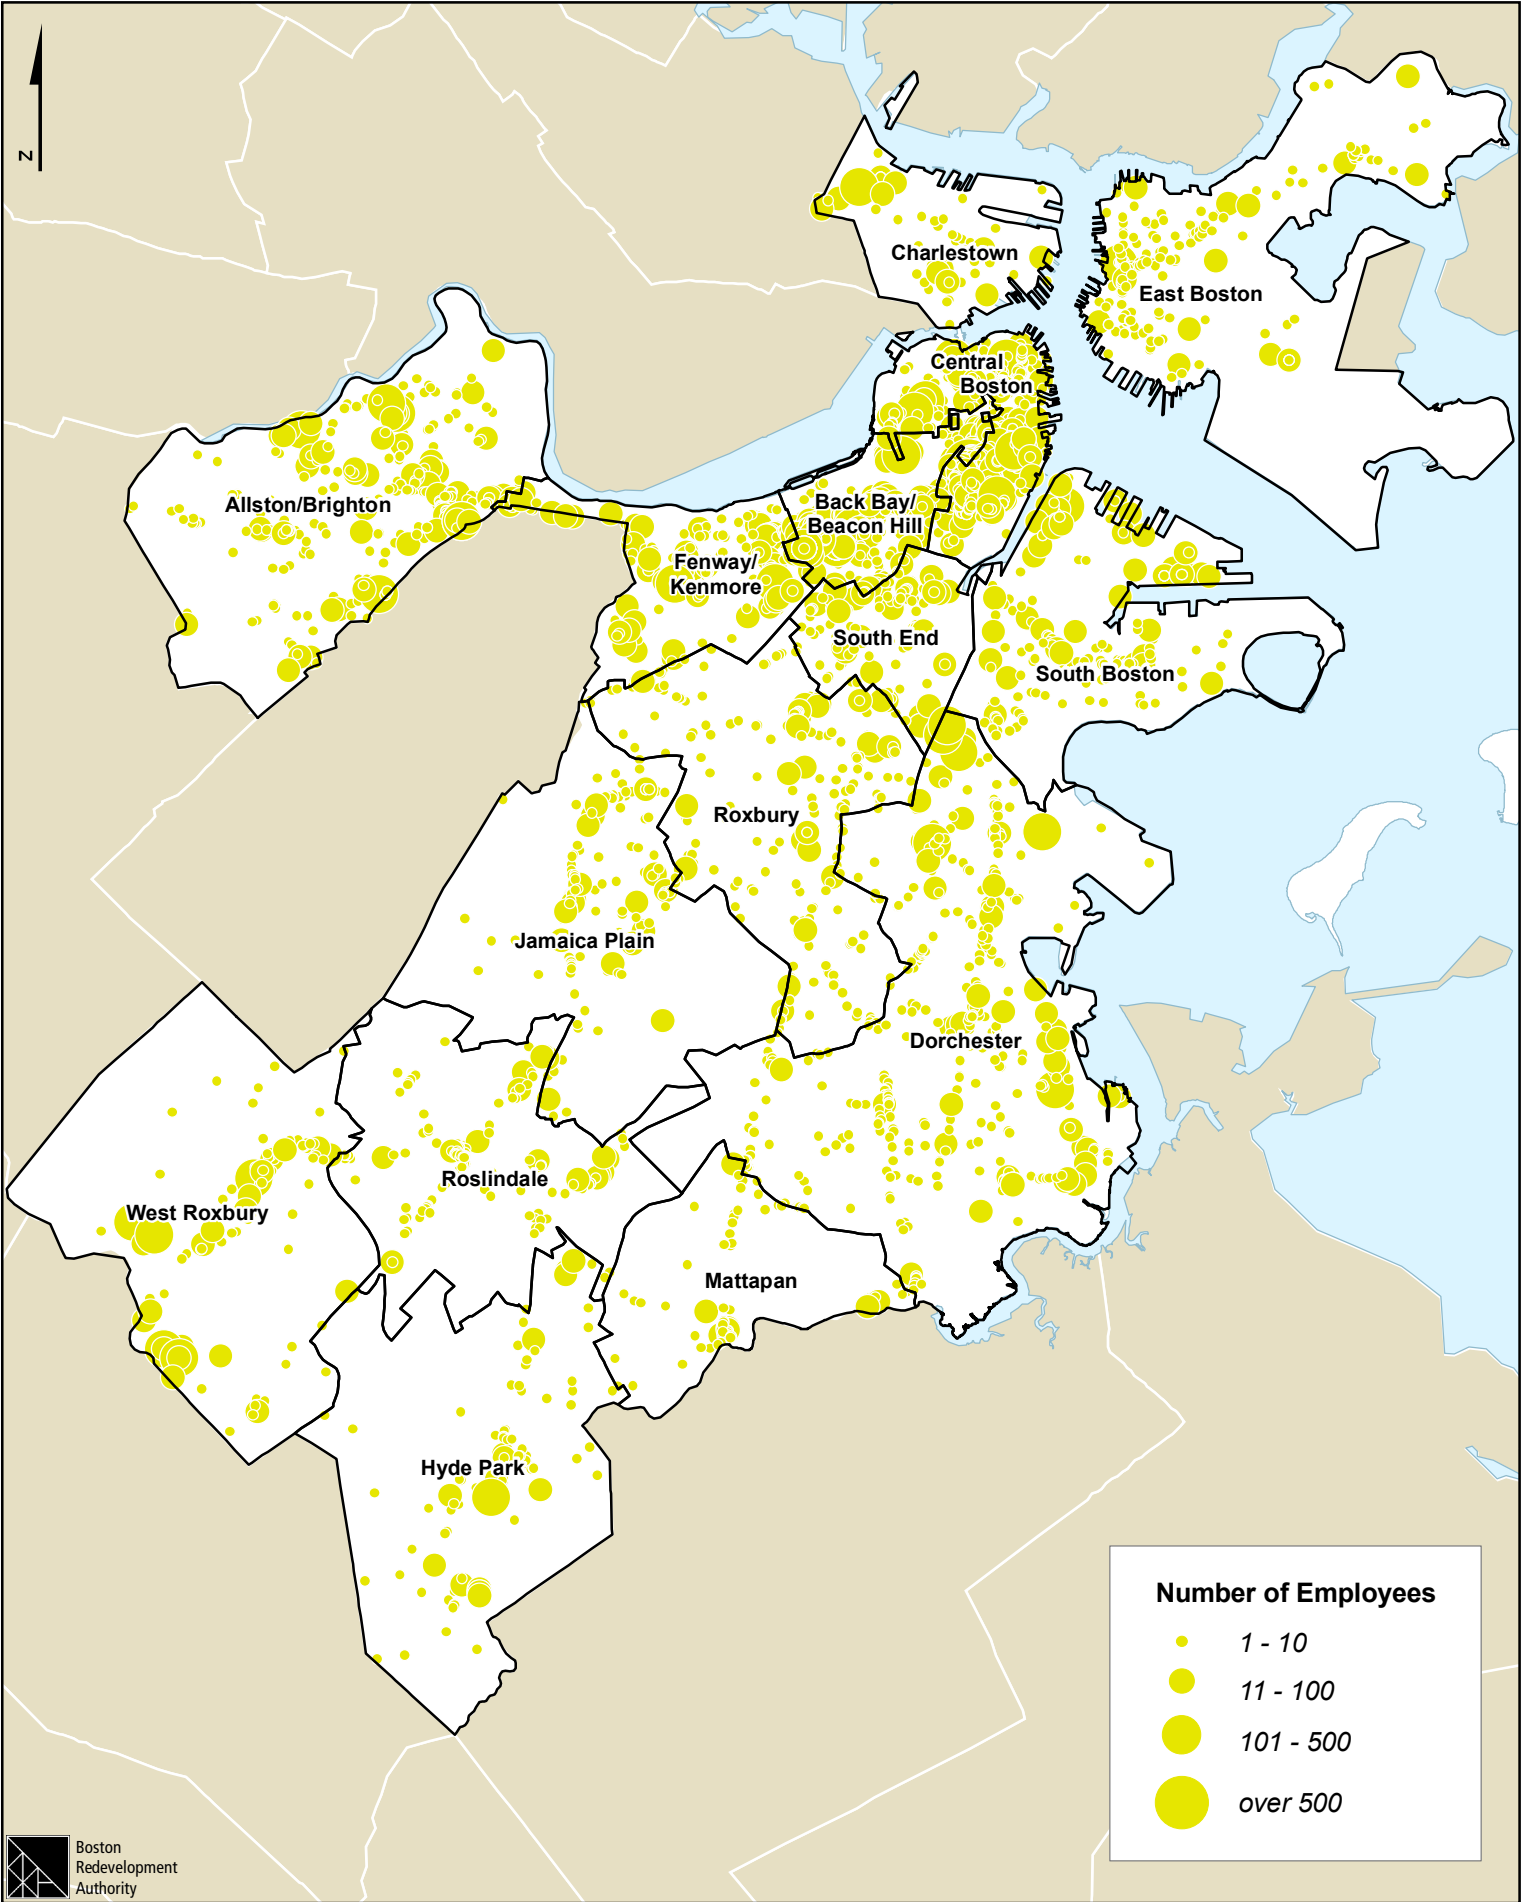 N
Charlestown
East Boston
Central
Boston
Allston/Brighton
Back Bay/
Beacon Hill
Fenway/
Kenmore
South End
South Boston
Roxbury
Jamaica Plain
Dorchester
Roslindale
West Roxbury
Mattapan
Hyde Park
Number of Employees
1 - 10
11 - 100
101 - 500
over 500
Boston
Redevelopment
Authority